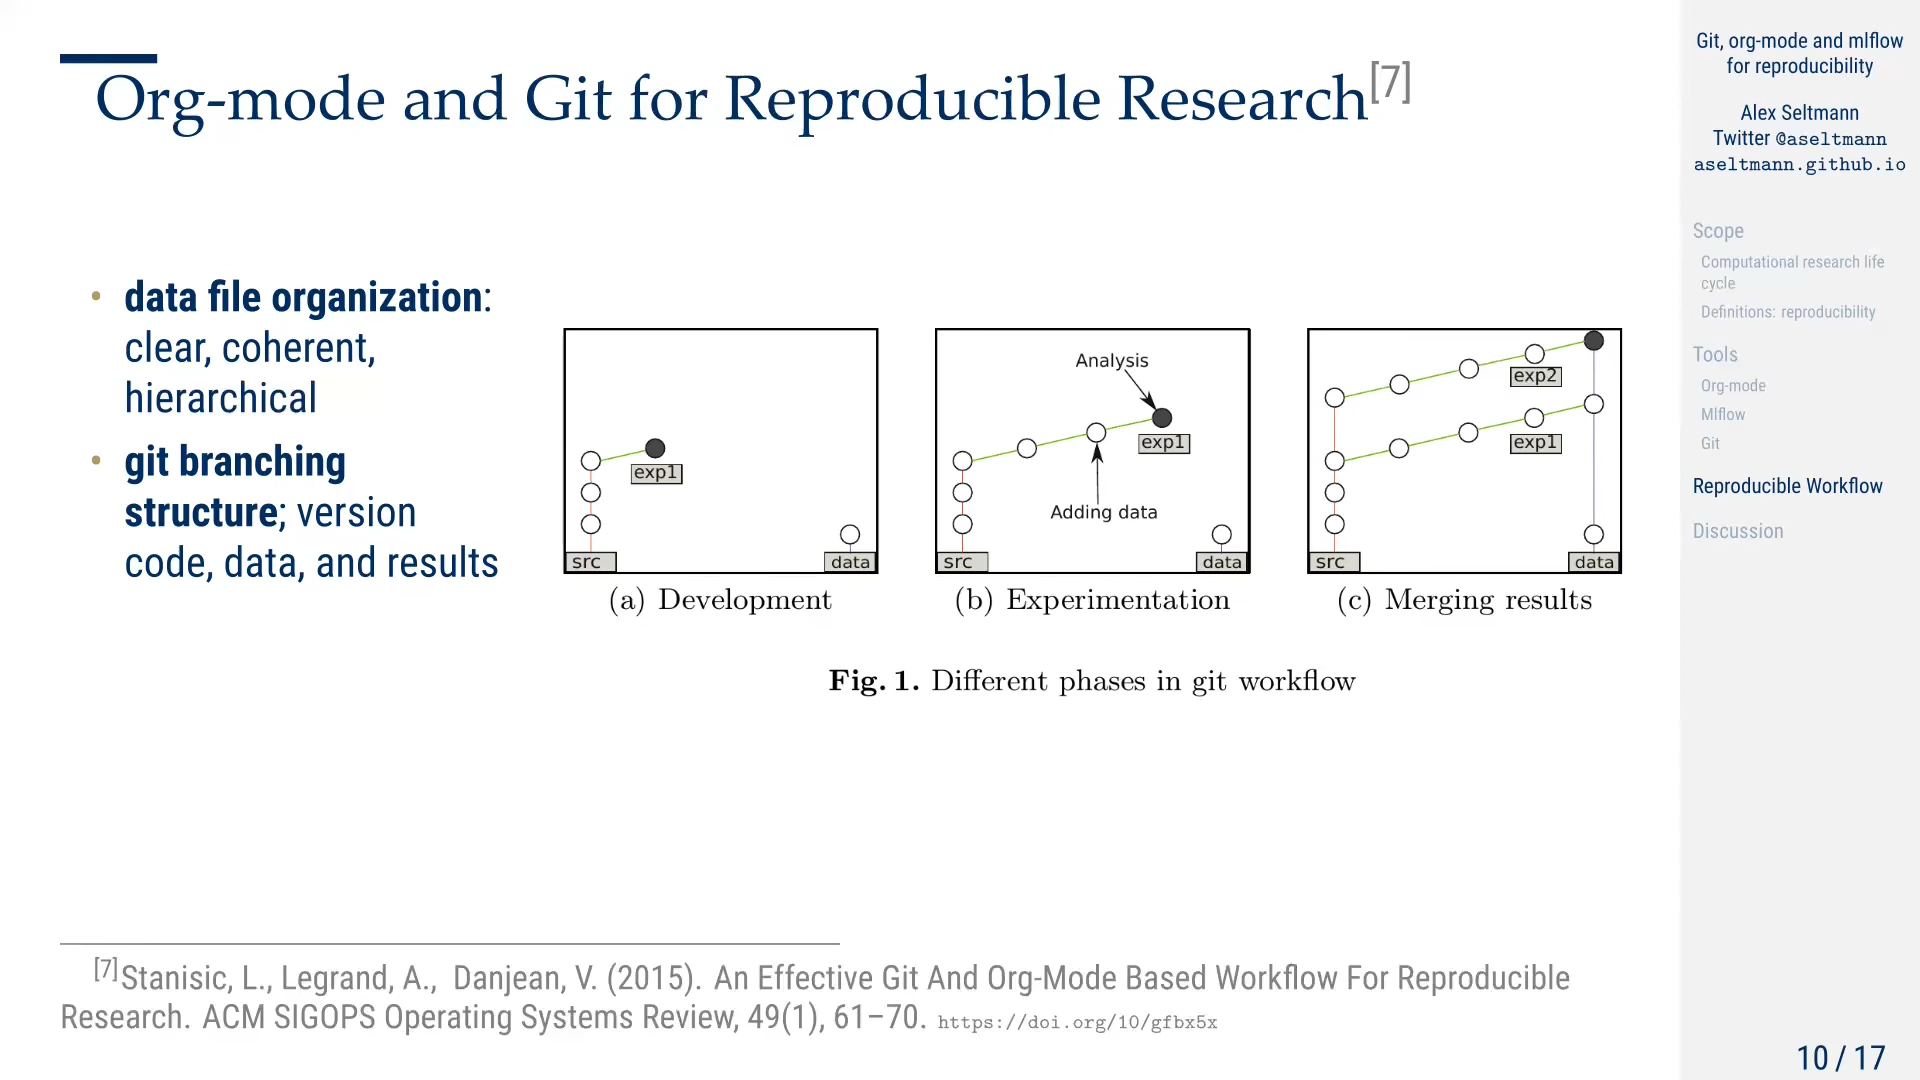 Org-mode and Git for Reproducible Research[7]
• data file organization:
clear, coherent,
hierarchical
• git branching
structure; version
code, data, and results
exp1
src
data
(a) Development
Analysis
exp1
Adding data
src
data
(b) Experimentation
exp2
exp1
src
data
(c) Merging results
Fig. 1. Different phases in git workflow
[7]Stanisic, L., Legrand, A., Danjean, V. (2015). An Effective Git And Org-Mode Based Workflow For Reproducible
Research. ACM SIGOPS Operating Systems Review, 49(1), 61–70. https://doi.org/10/gfbx5x
Git, org-mode and mlflow
for reproducibility
Alex Seltmann
Twitter @aseltmann
aseltmann.github.io
Scope
Computational research life
cycle
Definitions: reproducibility
Tools
Org-mode
Mlflow
Git
Reproducible Workflow
Discussion
10 / 17